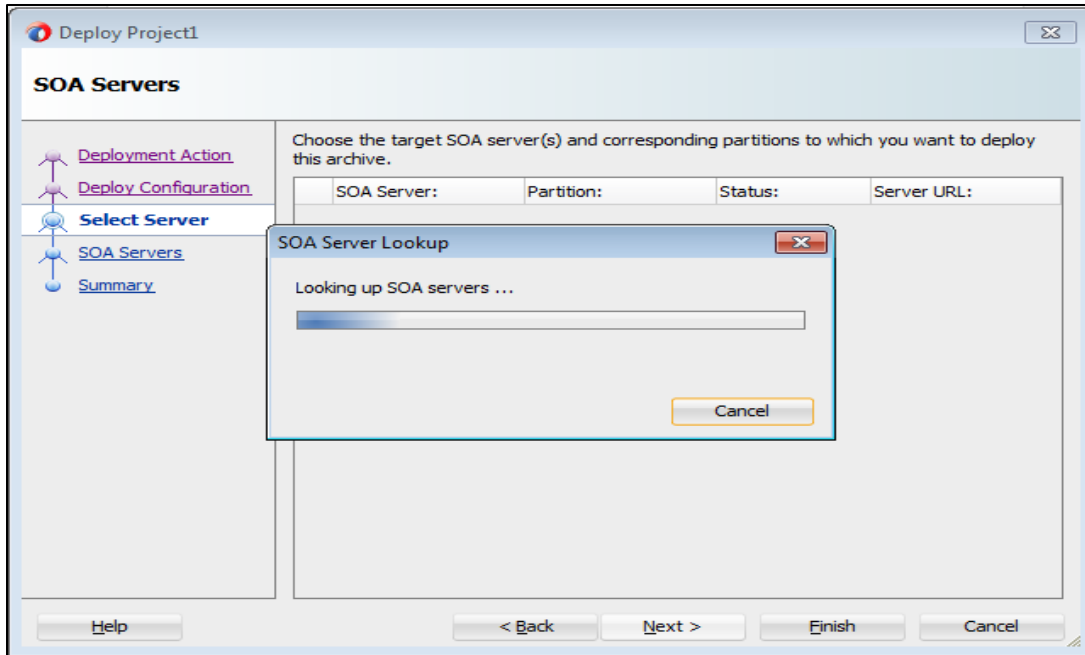 Deploy Project1
SOA Servers
Deployment Action
Deploy Configuration
Select Server
SOA Servers
Summary
Choose the target SOA server(s) and corresponding partitions to which you want to deploy
this archive.
SOA Server: Partition: Status: Server URL:
SOA Server Lookup
Looking up SOA servers ...
Cancel
Help < Back Next > Finish Cancel